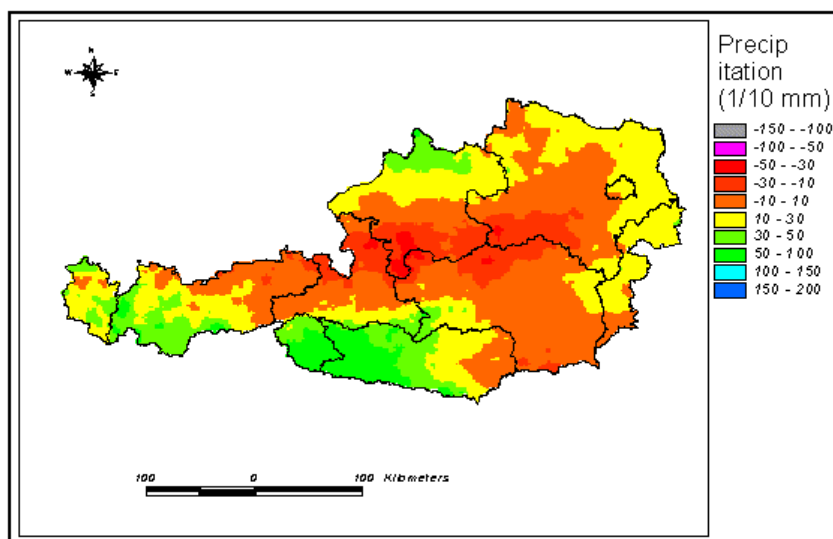 N
W E
S
Precip
itation
(1/10 mm)
-150 - -100
-100 - -50
-50 - -30
-30 - -10
-10 - 10
10 - 30
30 - 50
50 - 100
100 - 150
150 - 200
100 0 100 Kilometers